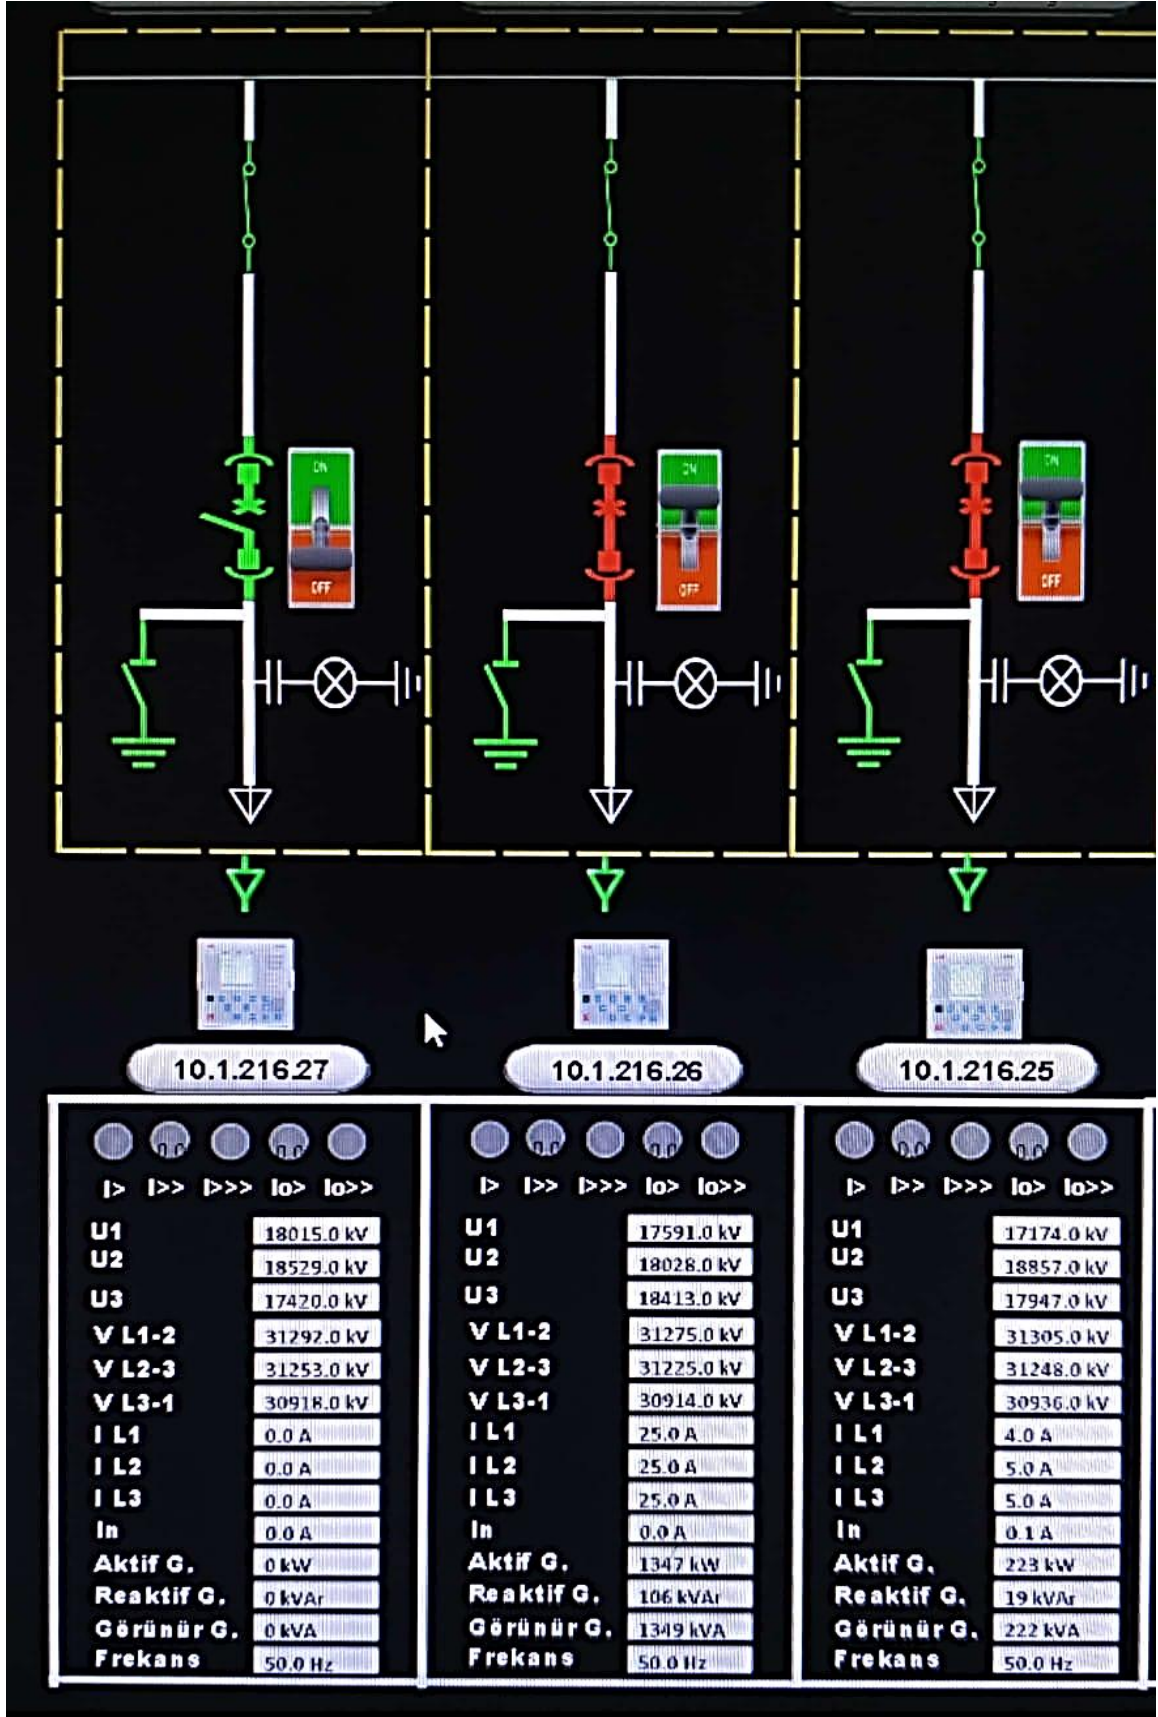 ON
OFF
ON
OFF
ON
OFF
10.1.216.27
10.1.216.26
10.1.216.25
I> I>> I>>> Io> Io>>
U1 18015.0 kV
U2 18529.0 kV
U3 17420.0 kV
V L1-2 31292.0 kV
V L2-3 31253.0 kV
V L3-1 30918.0 kV
I L1 0.0 A
I L2 0.0 A
I L3 0.0 A
In 0.0 A
Aktif G. 0 kW
Reaktif G. 0 kVAr
Görünür G. 0 kVA
Frekans 50.0 Hz
I> I>> I>>> Io> Io>>
U1 17591.0 kV
U2 18028.0 kV
U3 18413.0 kV
V L1-2 31275.0 kV
V L2-3 31225.0 kV
V L3-1 30914.0 kV
I L1 25.0 A
I L2 25.0 A
I L3 25.0 A
In 0.0 A
Aktif G. 1347 kW
Reaktif G. 106 kVAr
Görünür G. 1349 kVA
Frekans 50.0 Hz
I> I>> I>>> Io> Io>>
U1 17174.0 kV
U2 18857.0 kV
U3 17947.0 kV
V L1-2 31305.0 kV
V L2-3 31248.0 kV
V L3-1 30936.0 kV
I L1 4.0 A
I L2 5.0 A
I L3 5.0 A
In 0.1 A
Aktif G. 223 kW
Reaktif G. 19 kVAr
Görünür G. 222 kVA
Frekans 50.0 Hz